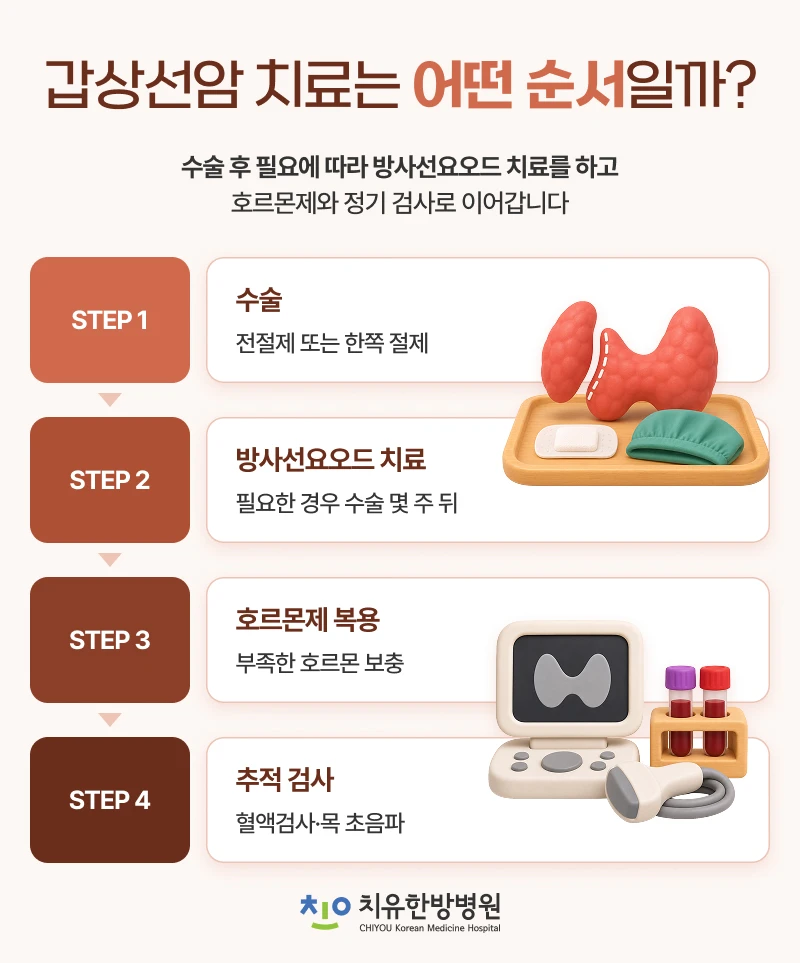 갑상선암 치료는 어떤 순서일까?
수술 후 필요에 따라 방사선요오드 치료를 하고
호르몬제와 정기 검사로 이어갑니다
STEP 1
수술
전절제 또는 한쪽 절제
STEP 2
방사선요오드 치료
필요한 경우 수술 몇 주 뒤
STEP 3
호르몬제 복용
부족한 호르몬 보충
STEP 4
추적 검사
혈액검사·목 초음파
치유한방병원
CHIYOU Korean Medicine Hospital